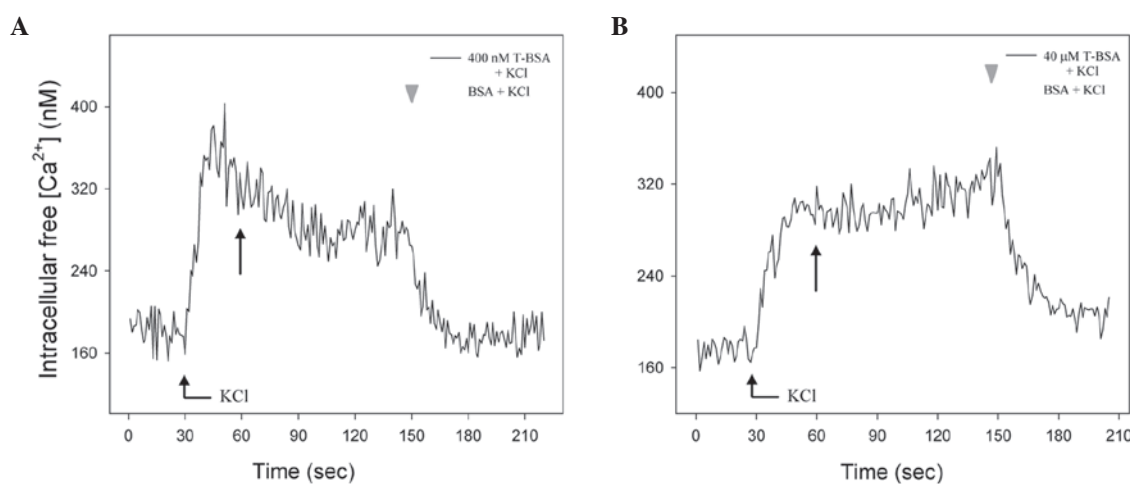 A
400 nM T-BSA
+ KCl
BSA + KCl
Intracellular free [Ca²⁺] (nM)
400
320
240
160
KCl
0 30 60 90 120 150 180 210
Time (sec)
B
40 µM T-BSA
+ KCl
BSA + KCl
400
320
240
160
KCl
0 30 60 90 120 150 180 210
Time (sec)